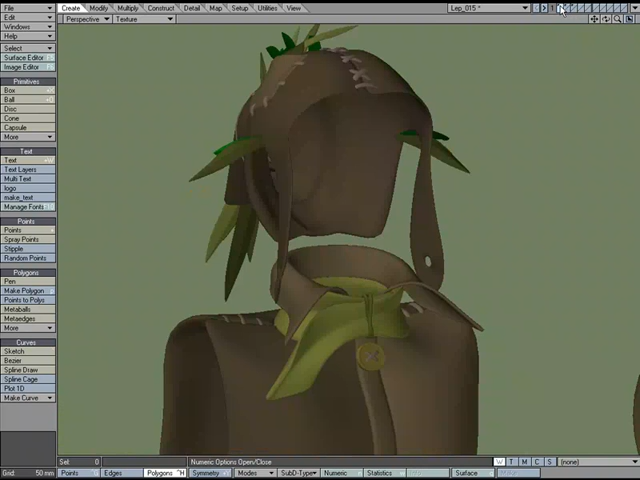 File
Create Modify Multiply Construct Detail Map Setup Utilities View
Lep_015 *
1
Edit
Perspective Texture
Windows
Help
Select
Surface Editor F5
Image Editor F6
Primitives
Box
Ball
Disc
Cone
Capsule
More
Text
Text
Text Layers
Multi Text
logo
make_text
Manage Fonts F10
Points
Points +
Spray Points
Stipple
Random Points
Polygons
Pen
Make Polygon
Points to Polys
Metaballs
Metaedges
More
Curves
Sketch
Bezier
Spline Draw
Spline Cage
Plot 1D
Make Curve
Sel: 0 Numeric Options Open/Close W T M C S (none)
Grid: 50 mm Points Edges Polygons ^H Symmetry Modes SubD-Type Numeric Statistics Surface